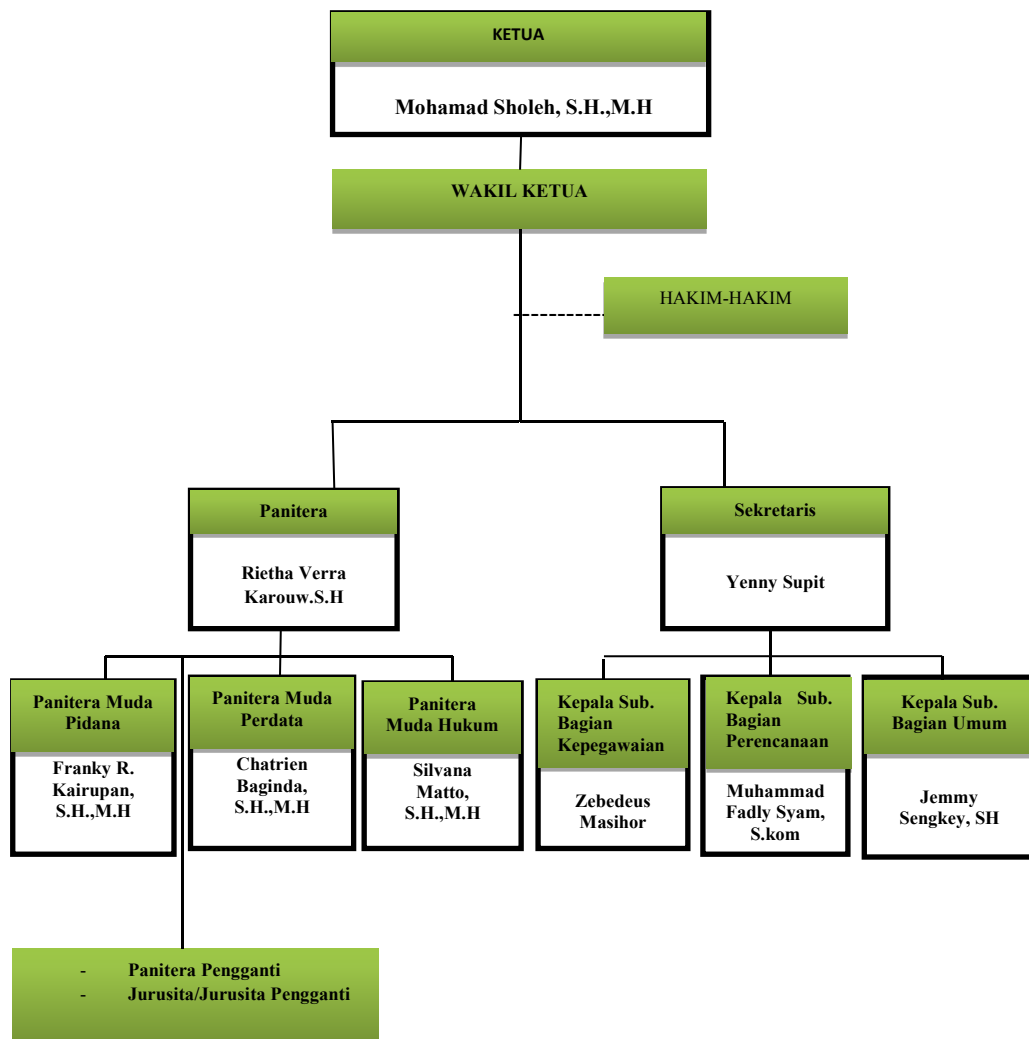 KETUA
Mohamad Sholeh, S.H.,M.H
WAKIL KETUA
HAKIM-HAKIM
Panitera
Rietha Verra
Karouw.S.H
Sekretaris
Yenny Supit
Panitera Muda
Pidana
Franky R.
Kairupan,
S.H.,M.H
Panitera Muda
Perdata
Chatrien
Baginda,
S.H.,M.H
Panitera
Muda Hukum
Silvana
Matto,
S.H.,M.H
Kepala Sub.
Bagian
Kepegawaian
Zebedeus
Masihor
Kepala Sub.
Bagian
Perencanaan
Muhammad
Fadly Syam,
S.kom
Kepala Sub.
Bagian Umum
Jemmy
Sengkey, SH
- Panitera Pengganti
- Jurusita/Jurusita Pengganti